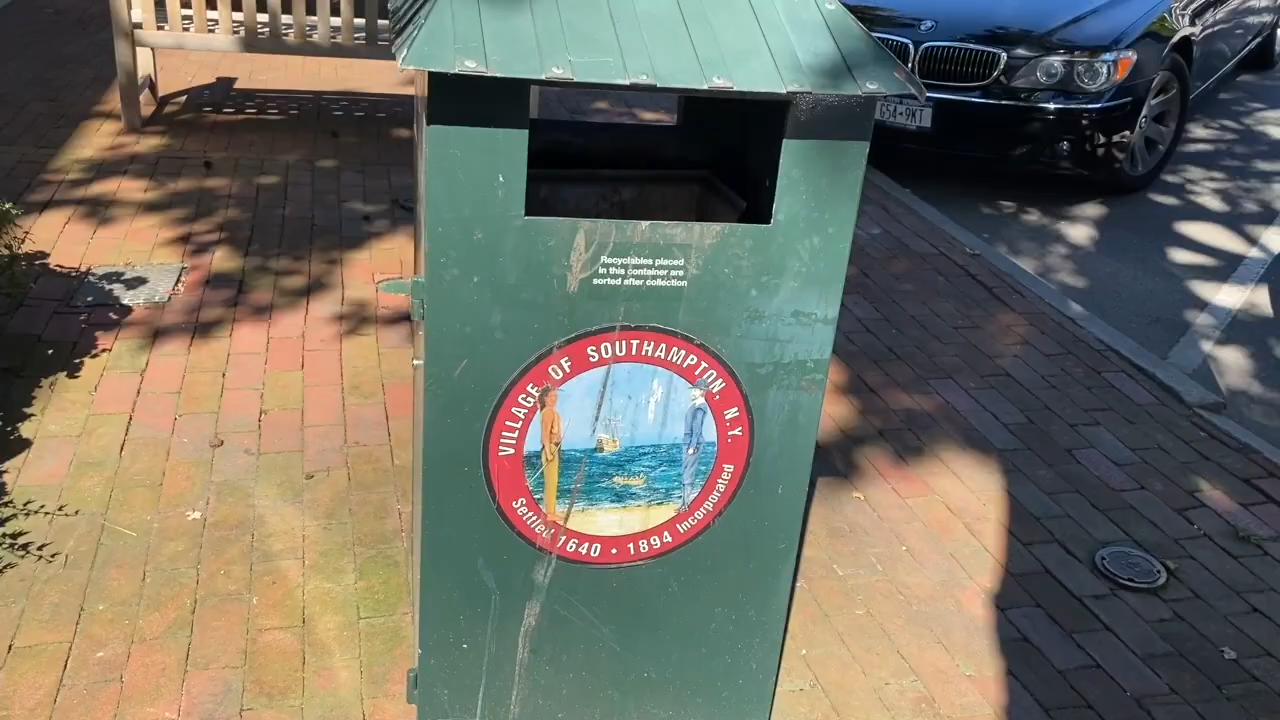 G54•9KT
Recyclables placed
in this container are
sorted after collection
VILLAGE OF SOUTHAMPTON, N.Y.
Settled 1640 • 1894 Incorporated